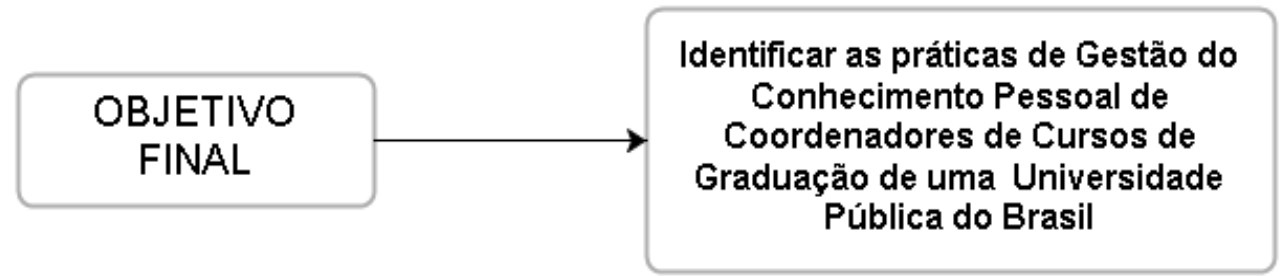 OBJETIVO
FINAL
Identificar as práticas de Gestão do
Conhecimento Pessoal de
Coordenadores de Cursos de
Graduação de uma Universidade
Pública do Brasil